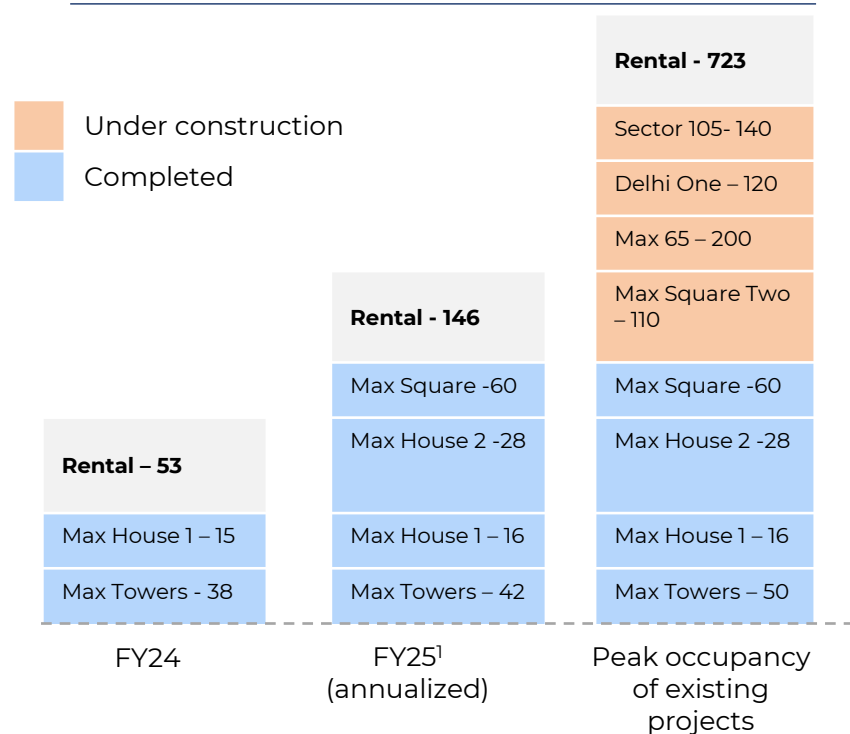 Under construction
Completed
Rental – 53
Max House 1 – 15
Max Towers - 38
FY24
Rental - 146
Max Square -60
Max House 2 -28
Max House 1 – 16
Max Towers – 42
FY25¹
(annualized)
Rental - 723
Sector 105- 140
Delhi One – 120
Max 65 – 200
Max Square Two
– 110
Max Square -60
Max House 2 -28
Max House 1 – 16
Max Towers – 50
Peak occupancy
of existing
projects